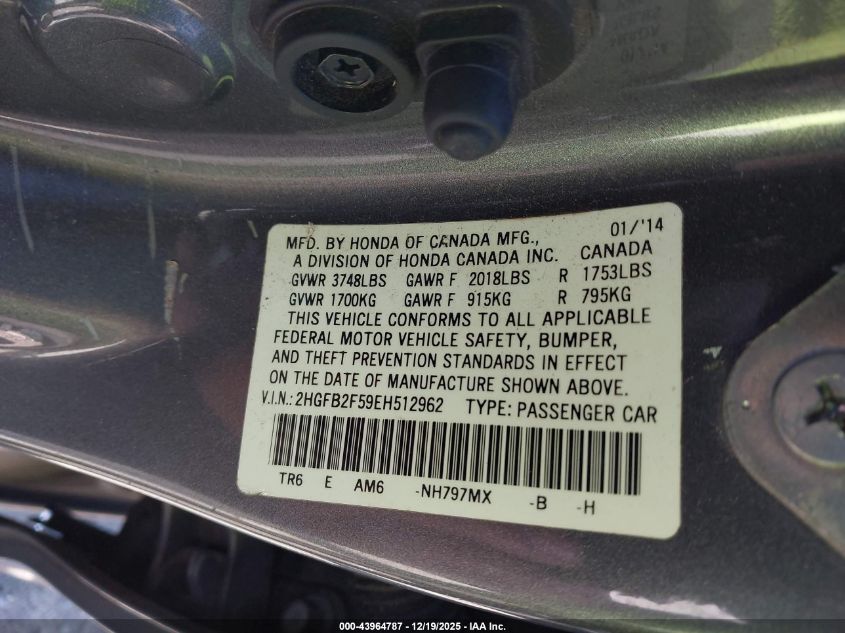 01/'14
MFD. BY HONDA OF CANADA MFG.,
A DIVISION OF HONDA CANADA INC. CANADA
GVWR 3748LBS GAWR F 2018LBS R 1753LBS
GVWR 1700KG GAWR F 915KG R 795KG
THIS VEHICLE CONFORMS TO ALL APPLICABLE
FEDERAL MOTOR VEHICLE SAFETY, BUMPER,
AND THEFT PREVENTION STANDARDS IN EFFECT
ON THE DATE OF MANUFACTURE SHOWN ABOVE.
V.I.N.: 2HGFB2F59EH512962 TYPE: PASSENGER CAR
TR6 E AM6 -NH797MX -B -H
000-43964787 - 12/19/2025 - IAA Inc.